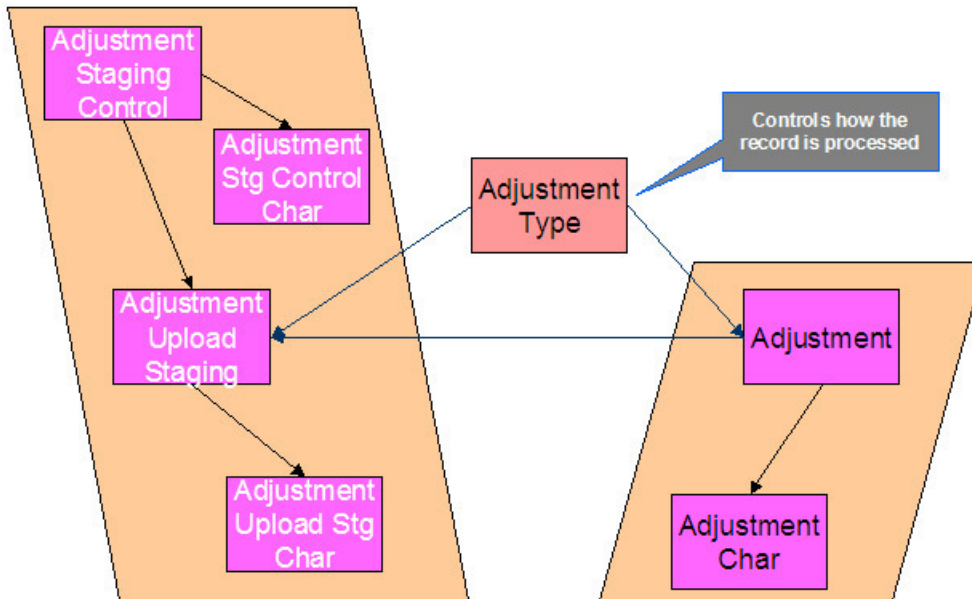 Adjustment
Staging
Control
Adjustment
Stg Control
Char
Controls how the
record is processed
Adjustment
Type
Adjustment
Upload
Staging
Adjustment
Adjustment
Upload Stg
Char
Adjustment
Char